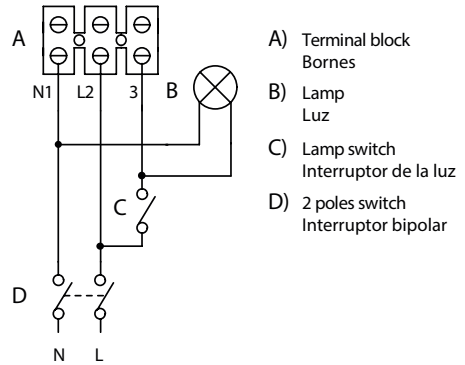 A
N1 L2 3 B
C
D
N L
A) Terminal block
Bornes
B) Lamp
Luz
C) Lamp switch
Interruptor de la luz
D) 2 poles switch
Interruptor bipolar